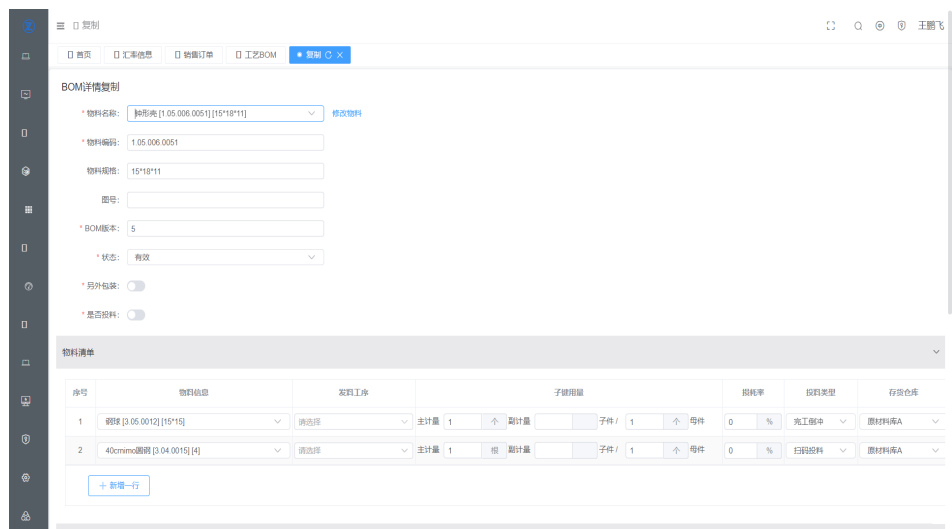 复制
王鹏飞
首页 汇率信息 销售订单 工艺BOM 复制
BOM详情复制
* 物料名称: 钟形壳 [1.05.006.0051] [15*18*11] 修改物料
* 物料编码: 1.05.006.0051
物料规格: 15*18*11
图号:
* BOM版本: 5
* 状态: 有效
* 另外包装:
* 是否投料:
物料清单
序号 物料信息 发料工序 子键用量 损耗率 投料类型 存货仓库
1 钢球 [3.05.0012] [15*15] 请选择 主计量 1 个 副计量 子件 / 1 个 母件 0 % 完工倒冲 原材料库A
2 40crnimo圆钢 [3.04.0015] [4] 请选择 主计量 1 根 副计量 子件 / 1 个 母件 0 % 扫码投料 原材料库A
+ 新增一行